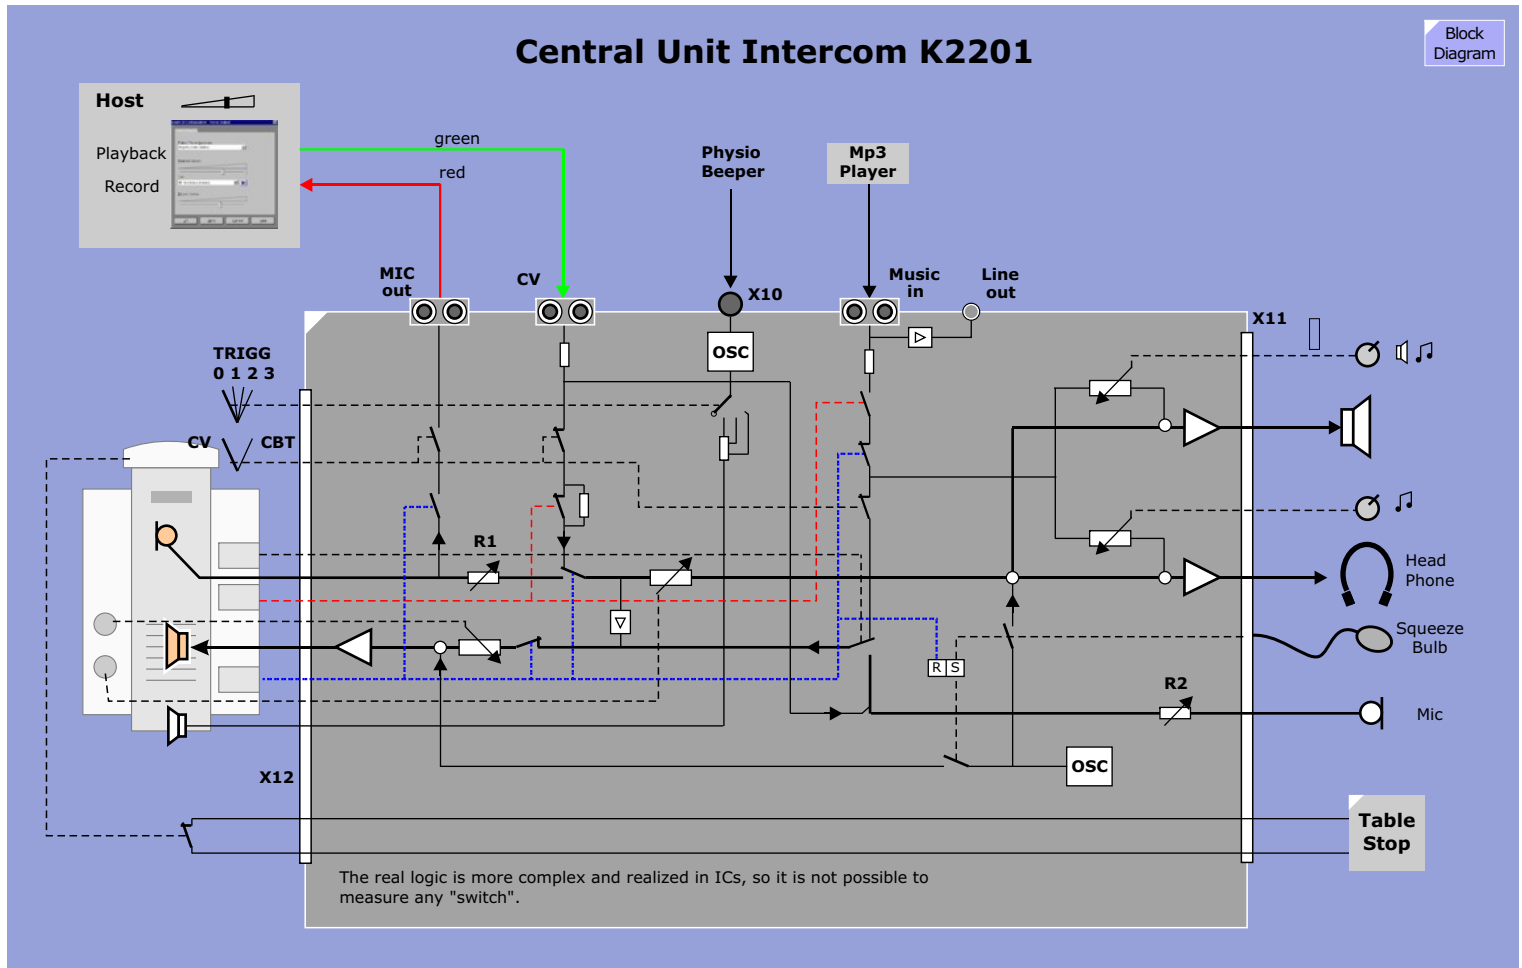 Central Unit Intercom K2201
Block
Diagram
Host
Playback
Record
green
red
Physio
Beeper
Mp3
Player
MIC
out
CV
X10
Music
in
Line
out
X11
OSC
TRIGG
0 1 2 3
CV
CBT
R1
Head
Phone
Squeeze
Bulb
R S
R2
Mic
OSC
X12
Table
Stop
The real logic is more complex and realized in ICs, so it is not possible to
measure any "switch".